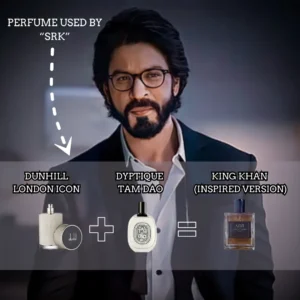 PERFUME USED BY
"SRK"
DUNHILL
LONDON ICON
DYPTIQUE
TAM DAO
KING KHAN
(INSPIRED VERSION)